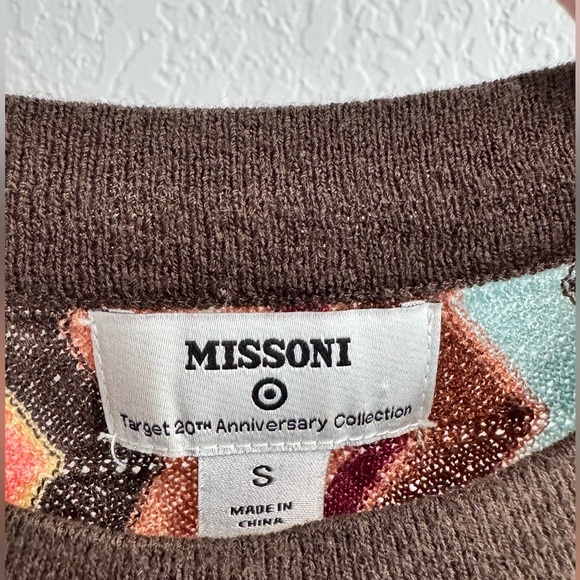 MISSONI
Target 20TH Anniversary Collection
S
MADE IN
CHINA